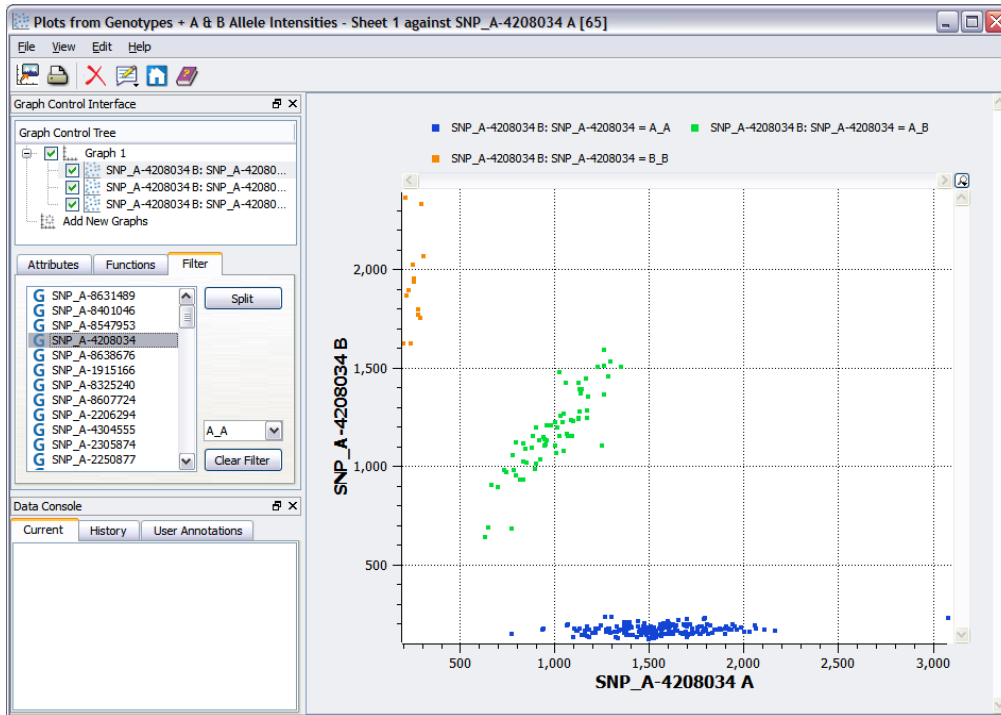 Plots from Genotypes + A & B Allele Intensities - Sheet 1 against SNP_A-4208034 A [65]
File View Edit Help
Graph Control Interface
Graph Control Tree
Graph 1
SNP_A-4208034 B: SNP_A-42080...
SNP_A-4208034 B: SNP_A-42080...
SNP_A-4208034 B: SNP_A-42080...
Add New Graphs
Attributes Functions Filter
G SNP_A-8631489
G SNP_A-8401046
G SNP_A-8547953
G SNP_A-4208034
G SNP_A-8638676
G SNP_A-1915166
G SNP_A-8325240
G SNP_A-8607724
G SNP_A-2206294
G SNP_A-4304555
G SNP_A-2305874
G SNP_A-2250877
Split
A_A
Clear Filter
Data Console
Current History User Annotations
SNP_A-4208034 B: SNP_A-4208034 = A_A
SNP_A-4208034 B: SNP_A-4208034 = A_B
SNP_A-4208034 B: SNP_A-4208034 = B_B
SNP_A-4208034 B
2,000
1,500
1,000
500
500 1,000 1,500 2,000 2,500 3,000
SNP_A-4208034 A